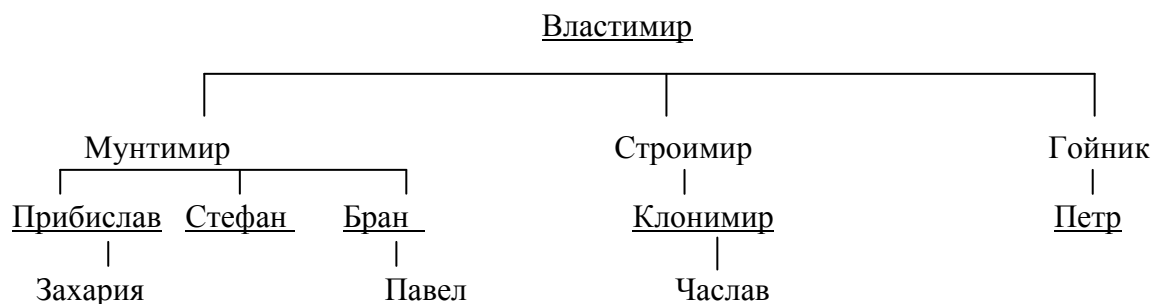 Властимир
Мунтимир Строимир Гойник
Прибислав Стефан Бран Клонимир Петр
Захария Павел Часлав